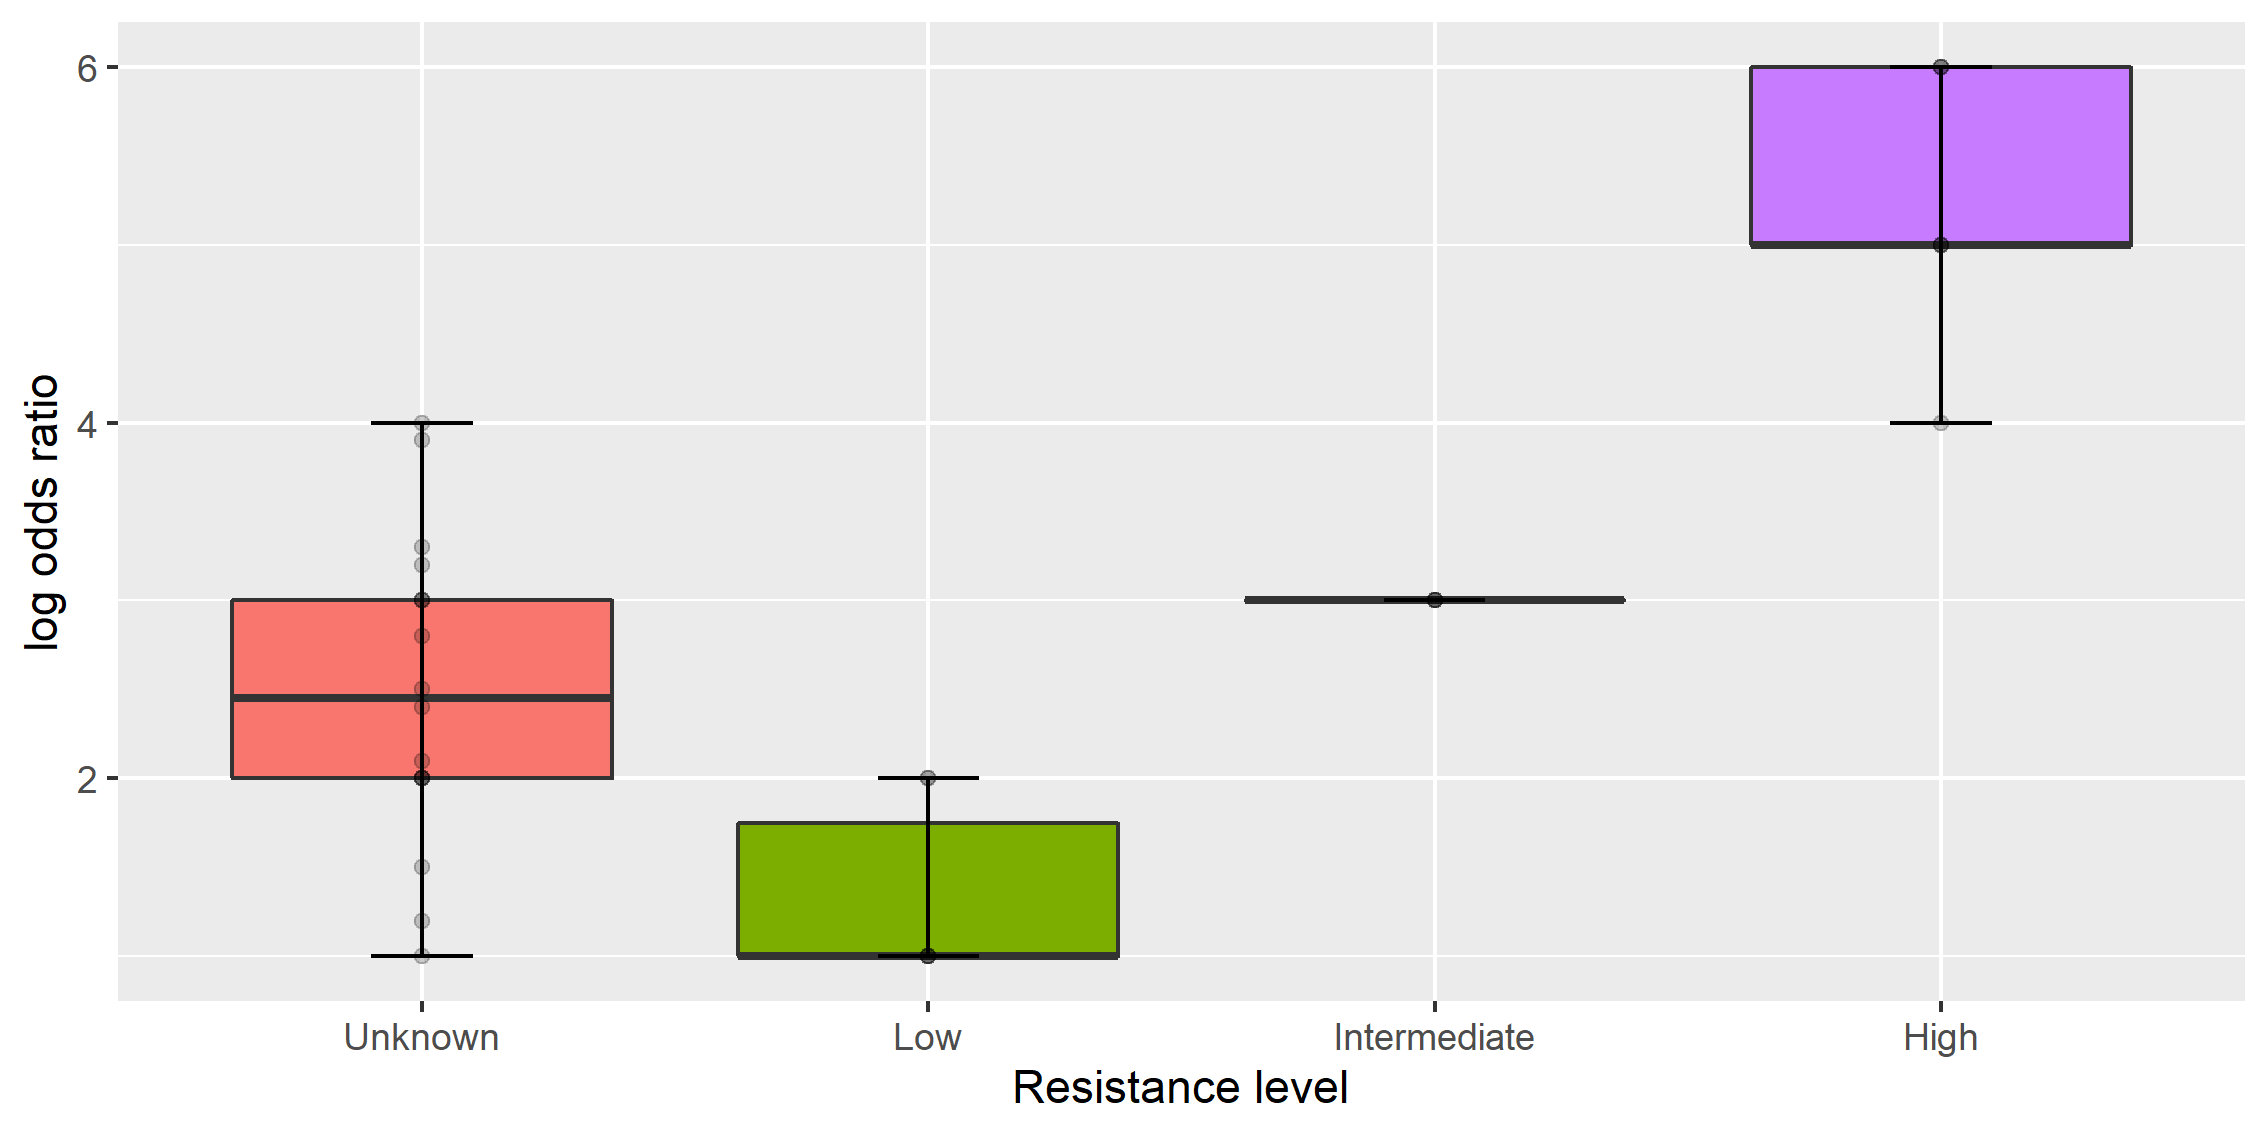 log odds ratio
6
4
2
Unknown
Low
Intermediate
High
Resistance level